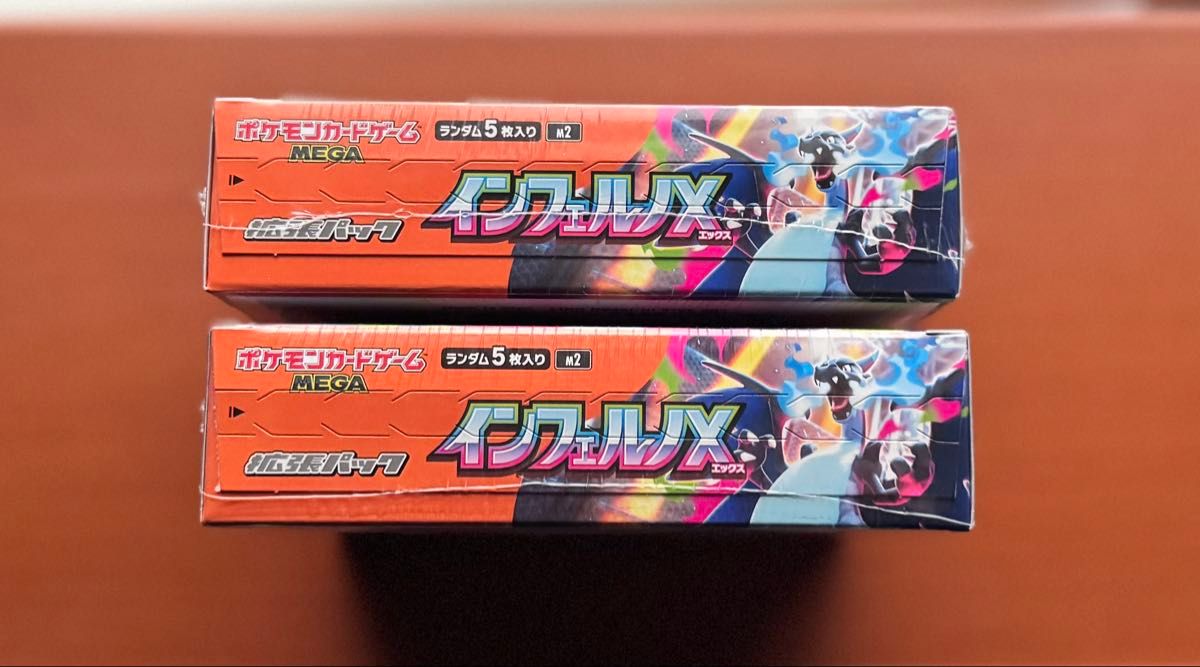 ポケモンカードゲーム
MEGA
ランダム5枚入り
M2
インフェルノX
エックス
拡張パック
ポケモンカードゲーム
MEGA
ランダム5枚入り
M2
インフェルノX
エックス
拡張パック